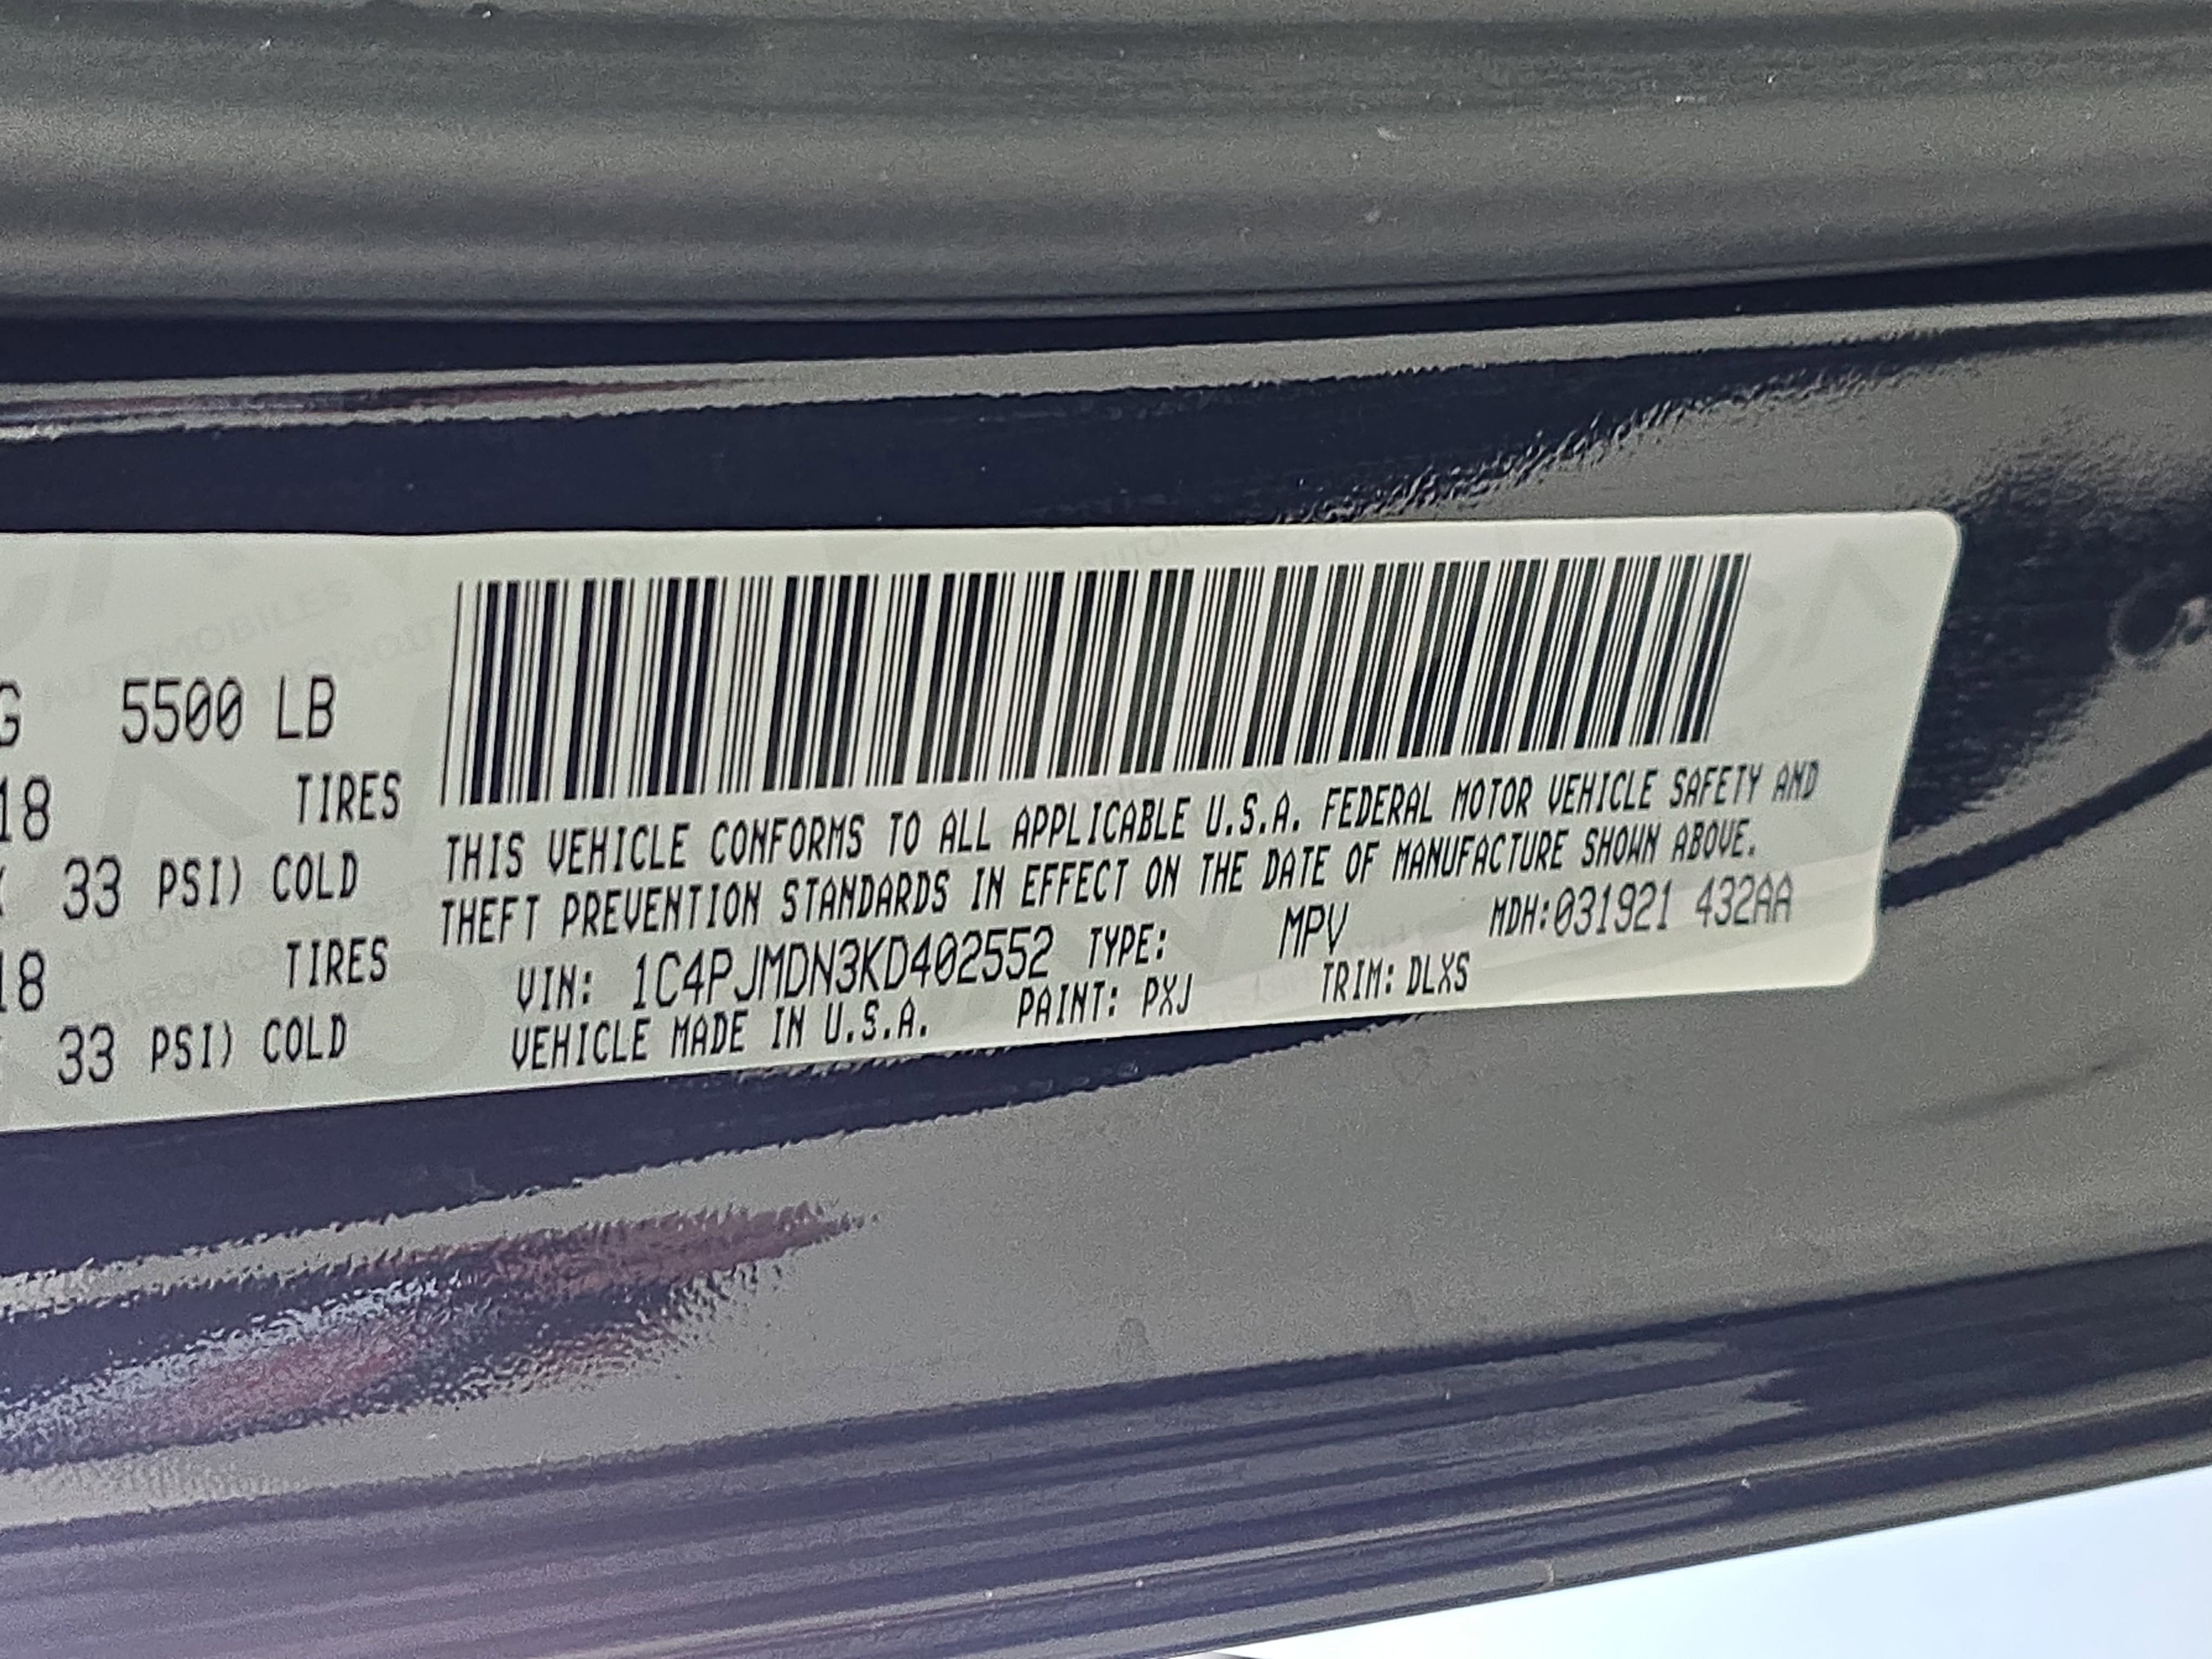 G 5500 LB
18 TIRES
33 PSI) COLD
18 TIRES
33 PSI) COLD
THIS VEHICLE CONFORMS TO ALL APPLICABLE U.S.A. FEDERAL MOTOR VEHICLE SAFETY AND
THEFT PREVENTION STANDARDS IN EFFECT ON THE DATE OF MANUFACTURE SHOWN ABOVE.
VIN: 1C4PJMDN3KD402552 TYPE: MPV MDH:031921 432AA
VEHICLE MADE IN U.S.A. PAINT: PXJ TRIM: DLXS